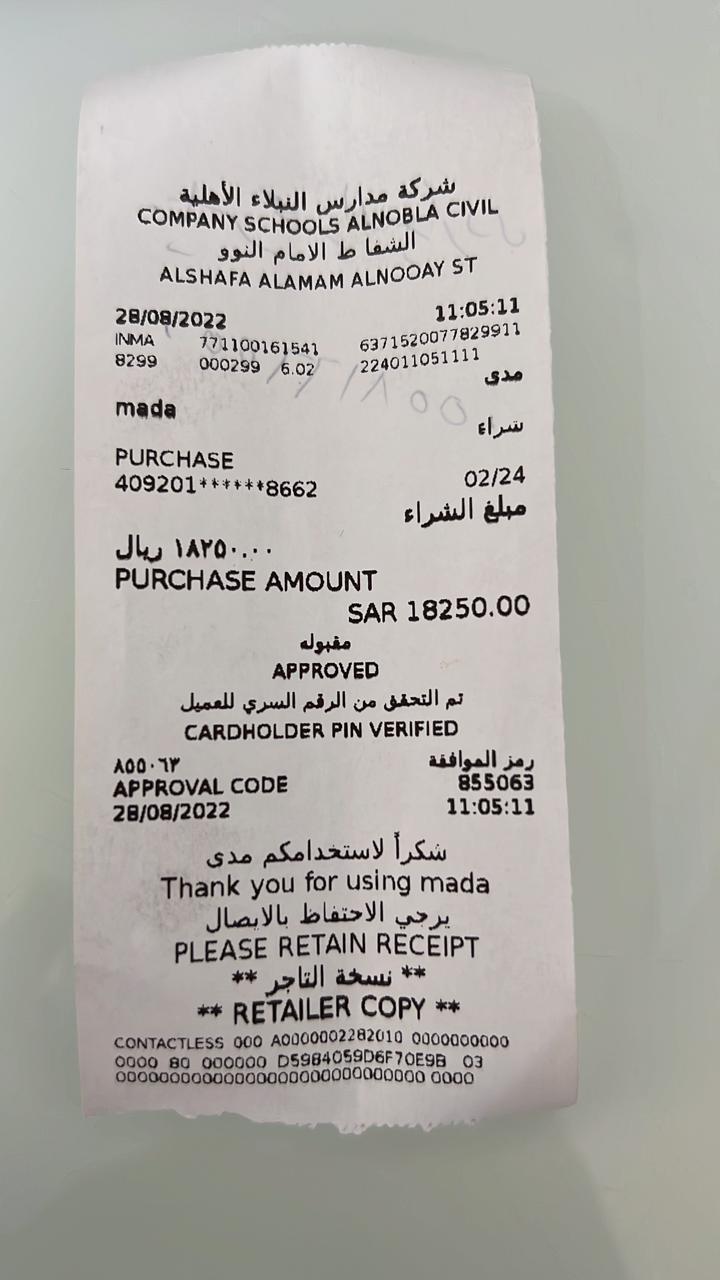 شركة مدارس النبلاء الأهلية
COMPANY SCHOOLS ALNOBLA CIVIL
الشفا ط الامام النوو
ALSHAFA ALAMAM ALNOOAY ST
28/08/2022 11:05:11
INMA 771100161541 6371520077829911
8299 000299 6.02 224011051111
مدى
mada
شراء
PURCHASE
409201******8662 02/24
مبلغ الشراء
١٨٢٥٠.٠٠ ريال
PURCHASE AMOUNT
SAR 18250.00
مقبوله
APPROVED
تم التحقق من الرقم السري للعميل
CARDHOLDER PIN VERIFIED
٨٥٥٠٦٣ رمز الموافقة
APPROVAL CODE 855063
28/08/2022 11:05:11
شكراً لاستخدامكم مدى
Thank you for using mada
يرجي الاحتفاظ بالايصال
PLEASE RETAIN RECEIPT
** نسخة التاجر **
** RETAILER COPY **
CONTACTLESS 000 A0000002282010 0000000000
0000 80 000000 D5984059D6F70E9B 03
0000000000000000000000000000 0000